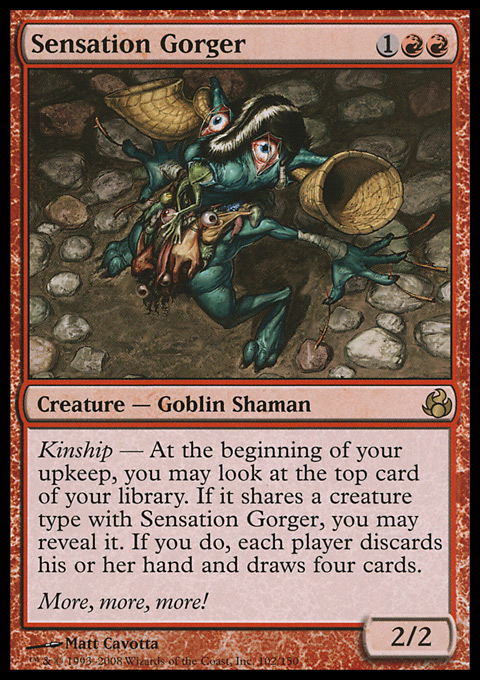 Sensation Gorger 1
Creature — Goblin Shaman
Kinship — At the beginning of your
upkeep, you may look at the top card
of your library. If it shares a creature
type with Sensation Gorger, you may
reveal it. If you do, each player discards
his or her hand and draws four cards.
More, more, more!
2/2
Matt Cavotta
™ & © 1993–2008 Wizards of the Coast, Inc. 102/150